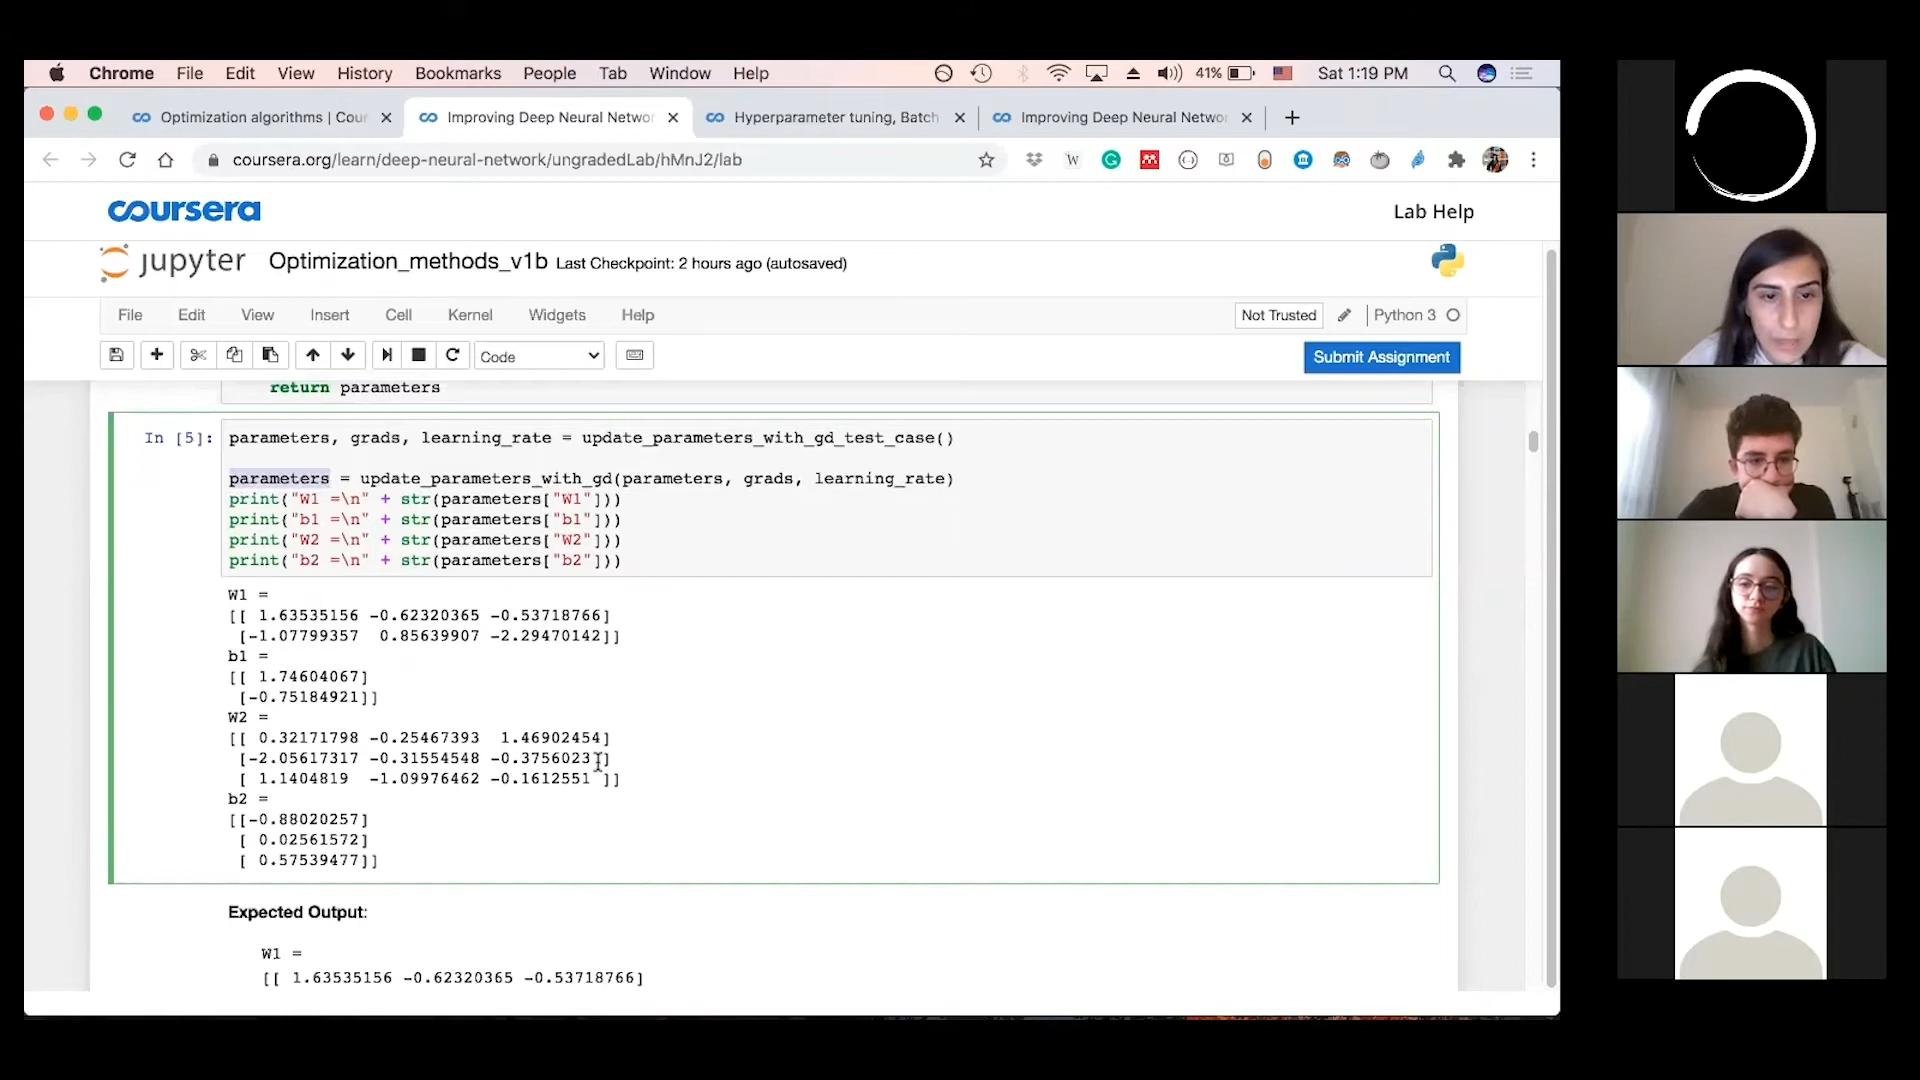 Chrome File Edit View History Bookmarks People Tab Window Help 41% Sat 1:19 PM
Optimization algorithms | Cour Improving Deep Neural Networ Hyperparameter tuning, Batch Improving Deep Neural Networ
coursera.org/learn/deep-neural-network/ungradedLab/hMnJ2/lab
coursera Lab Help
jupyter Optimization_methods_v1b Last Checkpoint: 2 hours ago (autosaved)
File Edit View Insert Cell Kernel Widgets Help Not Trusted Python 3
Code Submit Assignment
return parameters
In [5]: parameters, grads, learning_rate = update_parameters_with_gd_test_case()
parameters = update_parameters_with_gd(parameters, grads, learning_rate)
print("W1 =\n" + str(parameters["W1"]))
print("b1 =\n" + str(parameters["b1"]))
print("W2 =\n" + str(parameters["W2"]))
print("b2 =\n" + str(parameters["b2"]))
W1 =
[[ 1.63535156 -0.62320365 -0.53718766]
[-1.07799357 0.85639907 -2.29470142]]
b1 =
[[ 1.74604067]
[-0.75184921]]
W2 =
[[ 0.32171798 -0.25467393 1.46902454]
[-2.05617317 -0.31554548 -0.3756023 ]
[ 1.1404819 -1.09976462 -0.1612551 ]]
b2 =
[[-0.88020257]
[ 0.02561572]
[ 0.57539477]]
Expected Output:
W1 =
[[ 1.63535156 -0.62320365 -0.53718766]